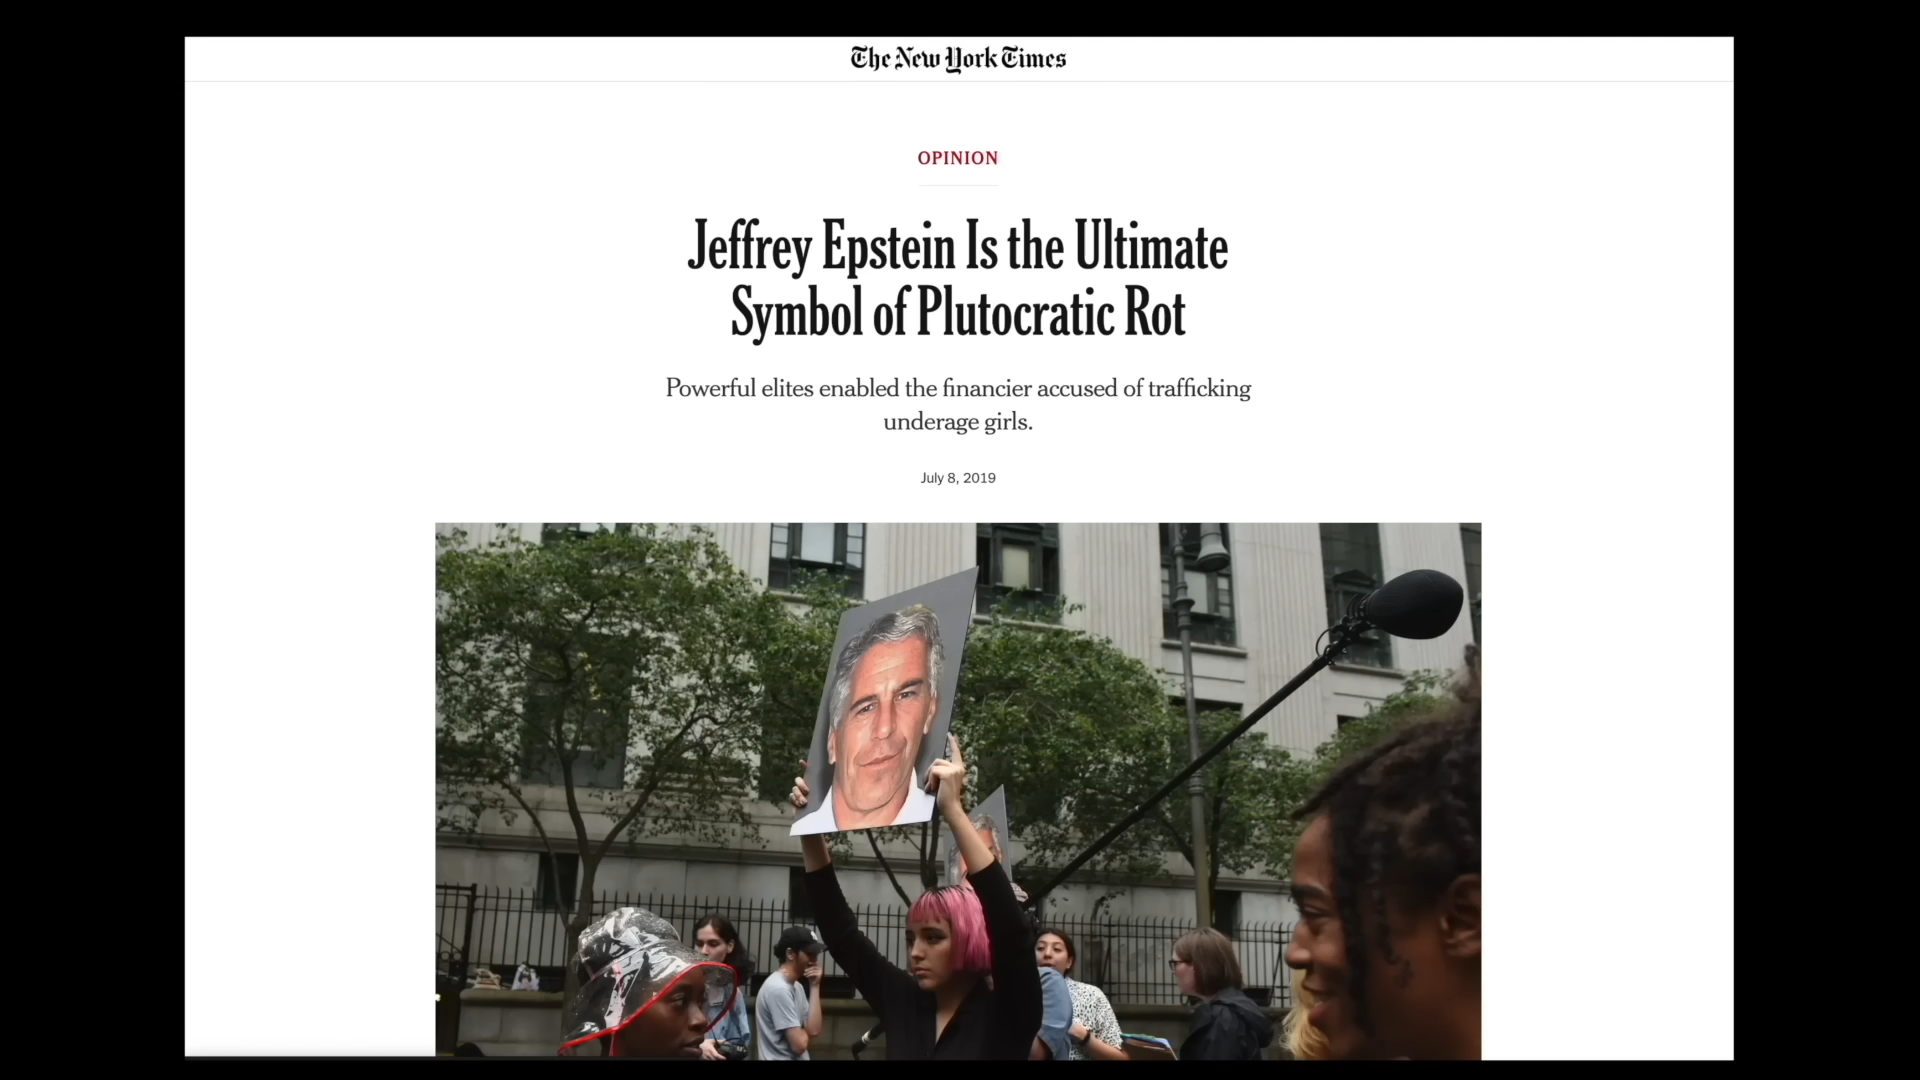 The New York Times
OPINION
Jeffrey Epstein Is the Ultimate
Symbol of Plutocratic Rot
Powerful elites enabled the financier accused of trafficking
underage girls.
July 8, 2019